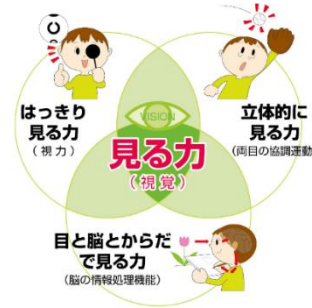 C
VISION
はっきり
見る力
（視力）
立体的に
見る力
（両目の協調運動）
見る力
（視覚）
目と脳とからだ
で見る力
（脳の情報処理機能）